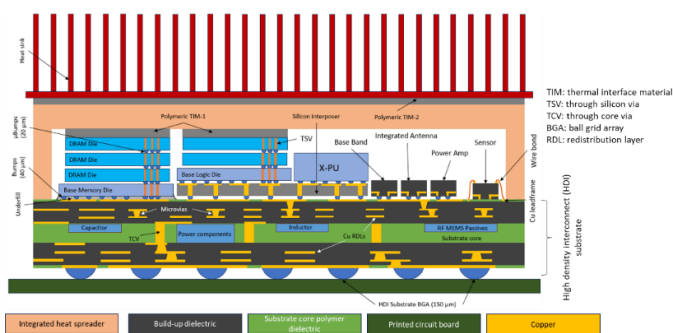 Heat sink
TIM: thermal interface material
TSV: through silicon via
TCV: through core via
BGA: ball grid array
RDL: redistribution layer
µBumps
(20 µm)
Polymeric TIM-1
Silicon interposer
Polymeric TIM-2
TSV
Integrated Antenna
Base Band
Power Amp
Sensor
Wire bond
DRAM Die
DRAM Die
DRAM Die
Base Logic Die
X-PU
Bumps
(40 µm)
Base Memory Die
Underfill
Cu leadframe
Microvias
Capacitor
Power components
Inductor
RF MEMS Passives
TCV
Cu RDLs
Substrate core
High density interconnect (HDI)
substrate
HDI Substrate BGA (150 µm)
Integrated heat spreader
Build-up dielectric
Substrate core polymer
dielectric
Printed circuit board
Copper